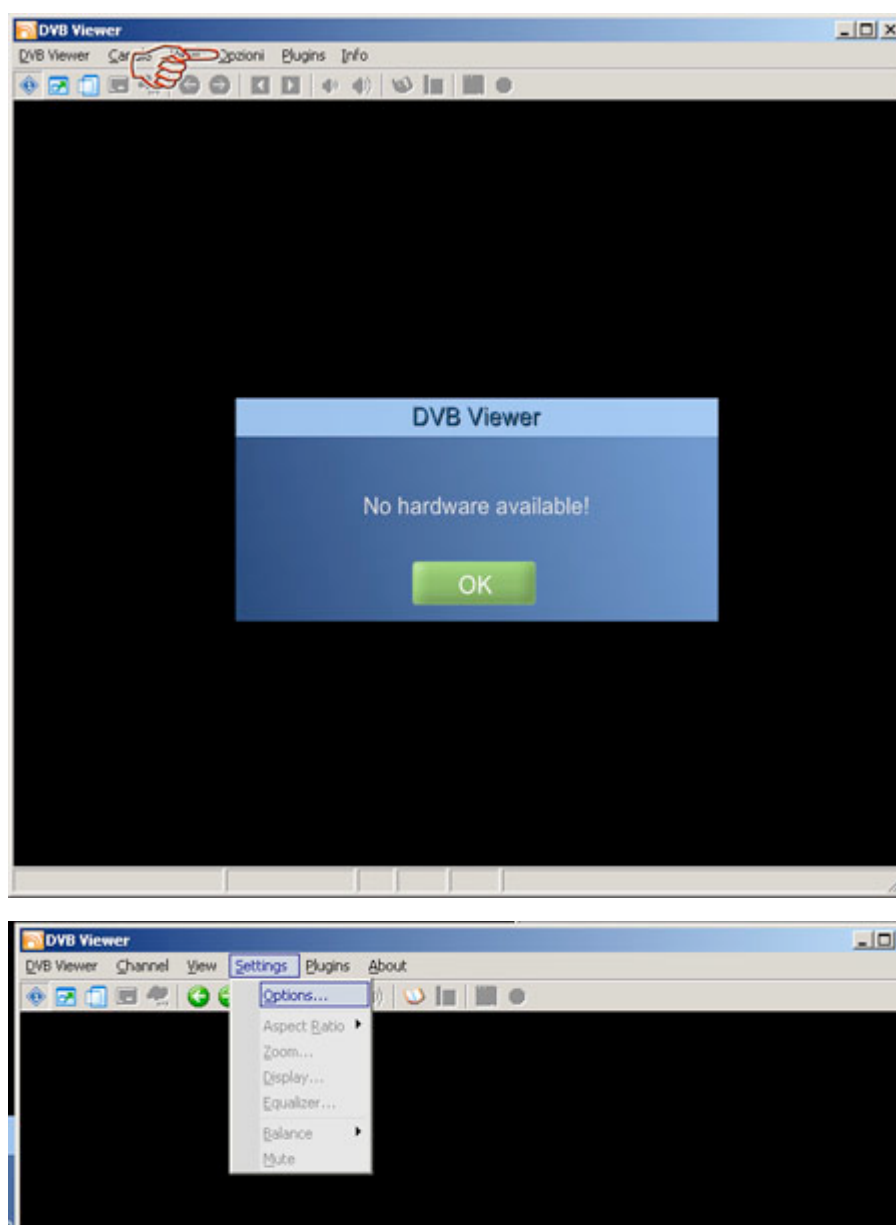 DVB Viewer
DVB Viewer Opzioni Plugins Info
DVB Viewer
No hardware available!
OK
DVB Viewer
DVB Viewer Channel View Settings Plugins About
Options...
Aspect Ratio
Zoom...
Display...
Equalizer...
Balance
Mute